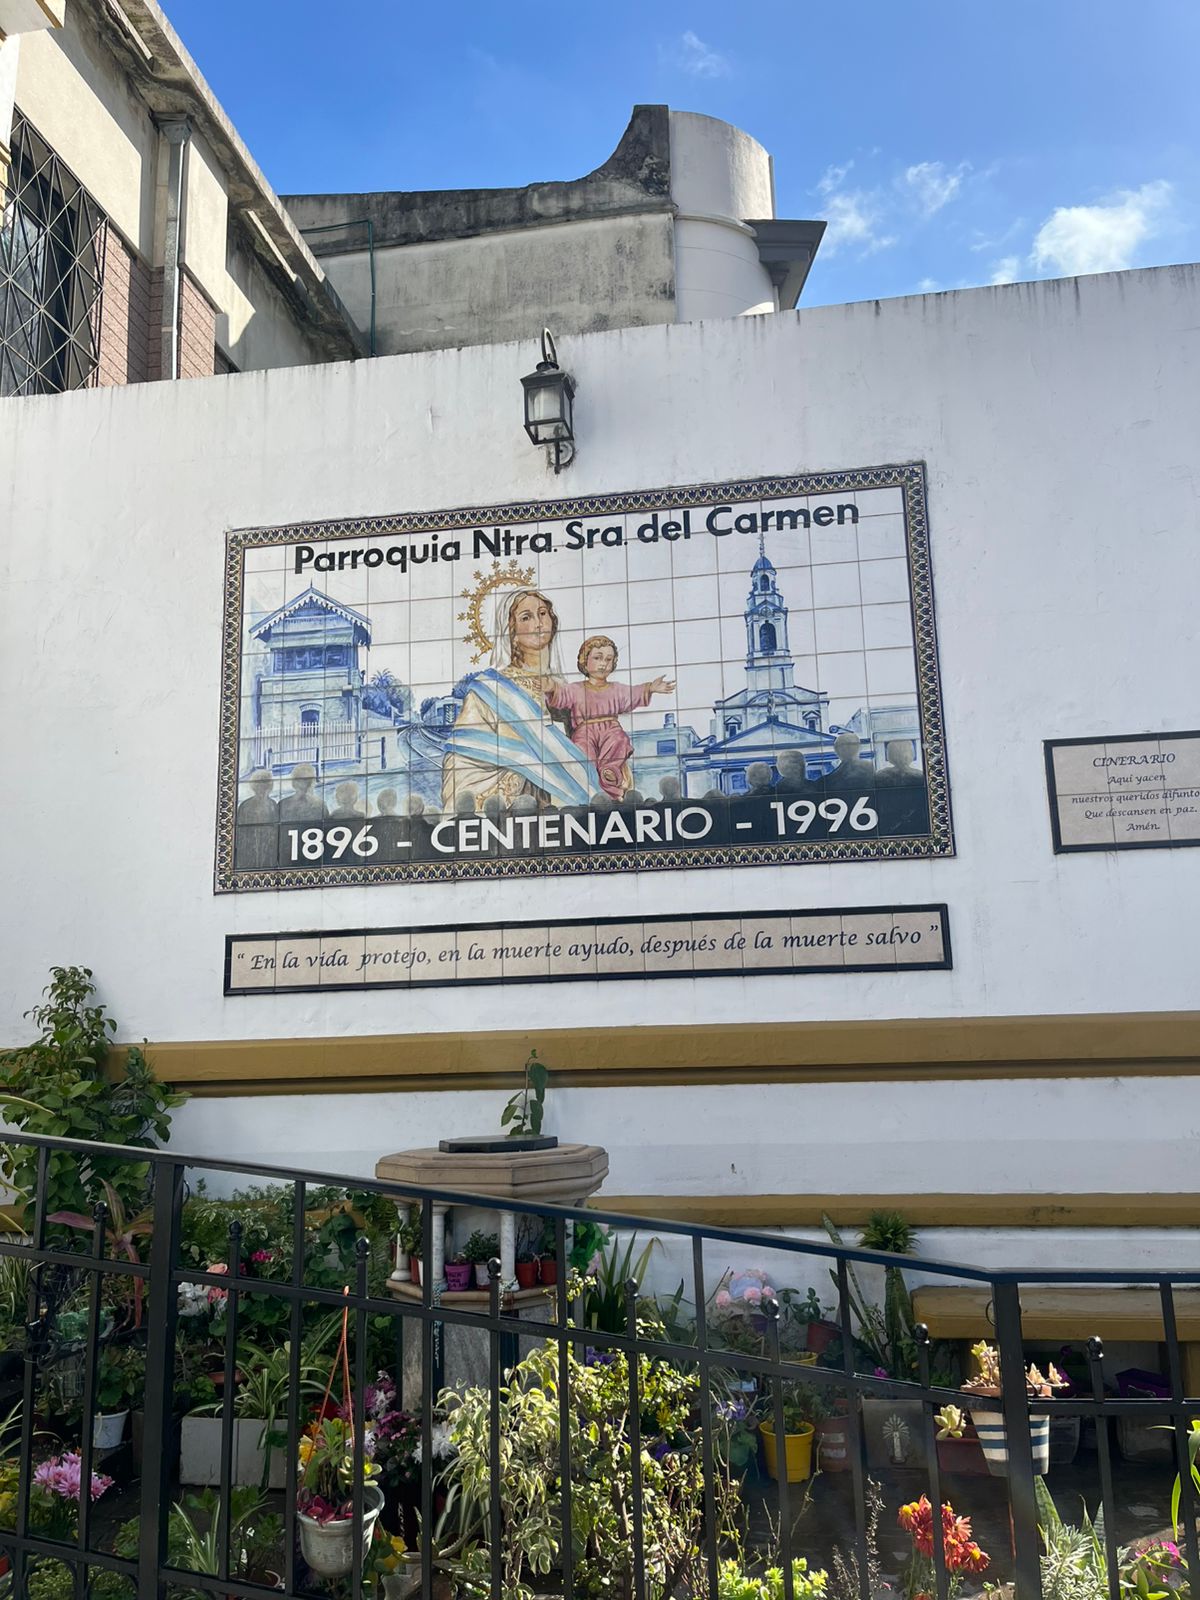 Parroquia Ntra. Sra. del Carmen
1896 - CENTENARIO - 1996
“ En la vida protejo, en la muerte ayudo, después de la muerte salvo ”
CINERARIO
Aquí yacen
nuestros queridos difuntos
Que descansen en paz.
Amén.